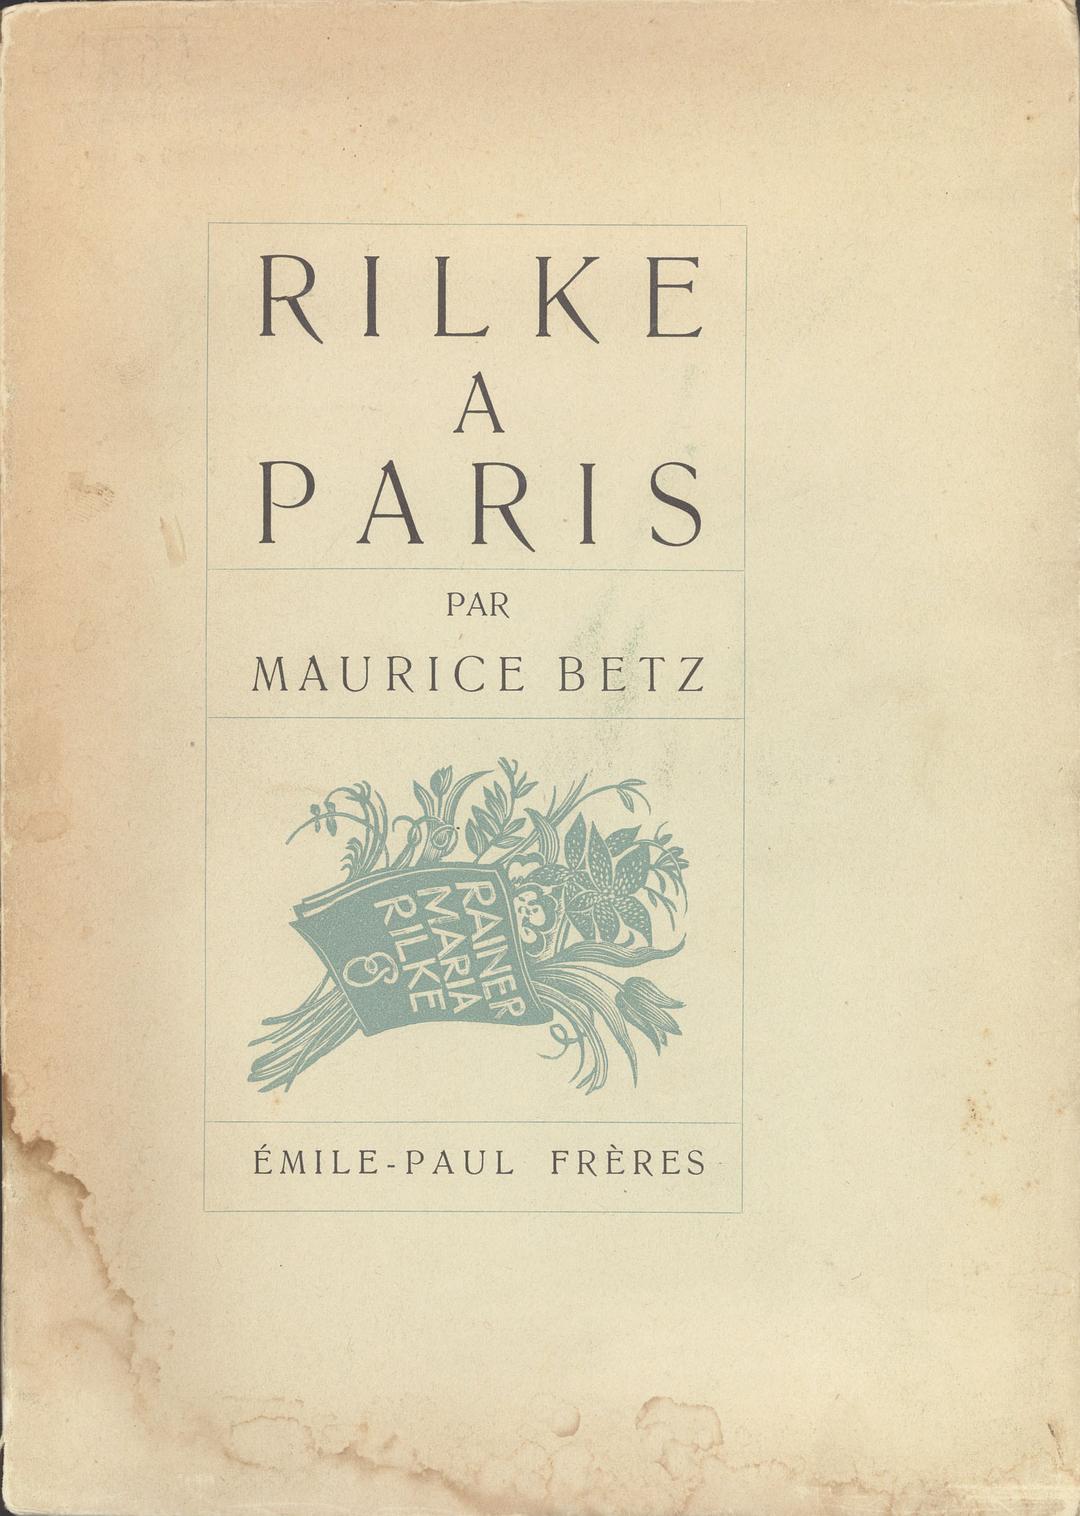 RILKE
A
PARIS
PAR
MAURICE BETZ
RAINER
MARIA
RILKE
ÉMILE-PAUL FRÈRES